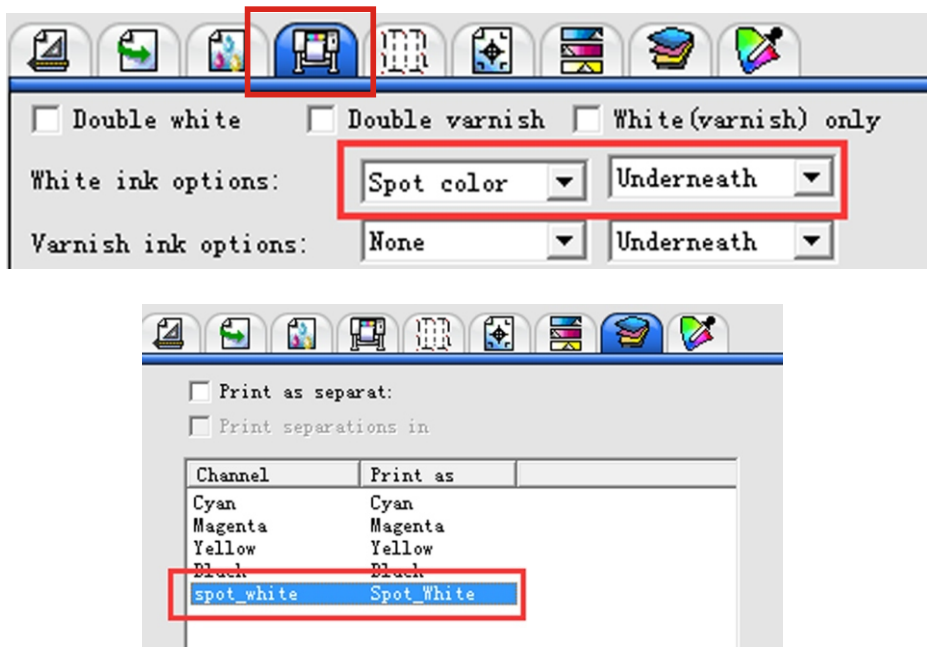 Double white Double varnish White(varnish) only
White ink options: Spot color Underneath
Varnish ink options: None Underneath
Print as separat:
Print separations in
Channel Print as
Cyan Cyan
Magenta Magenta
Yellow Yellow
Black Black
spot_white Spot_White